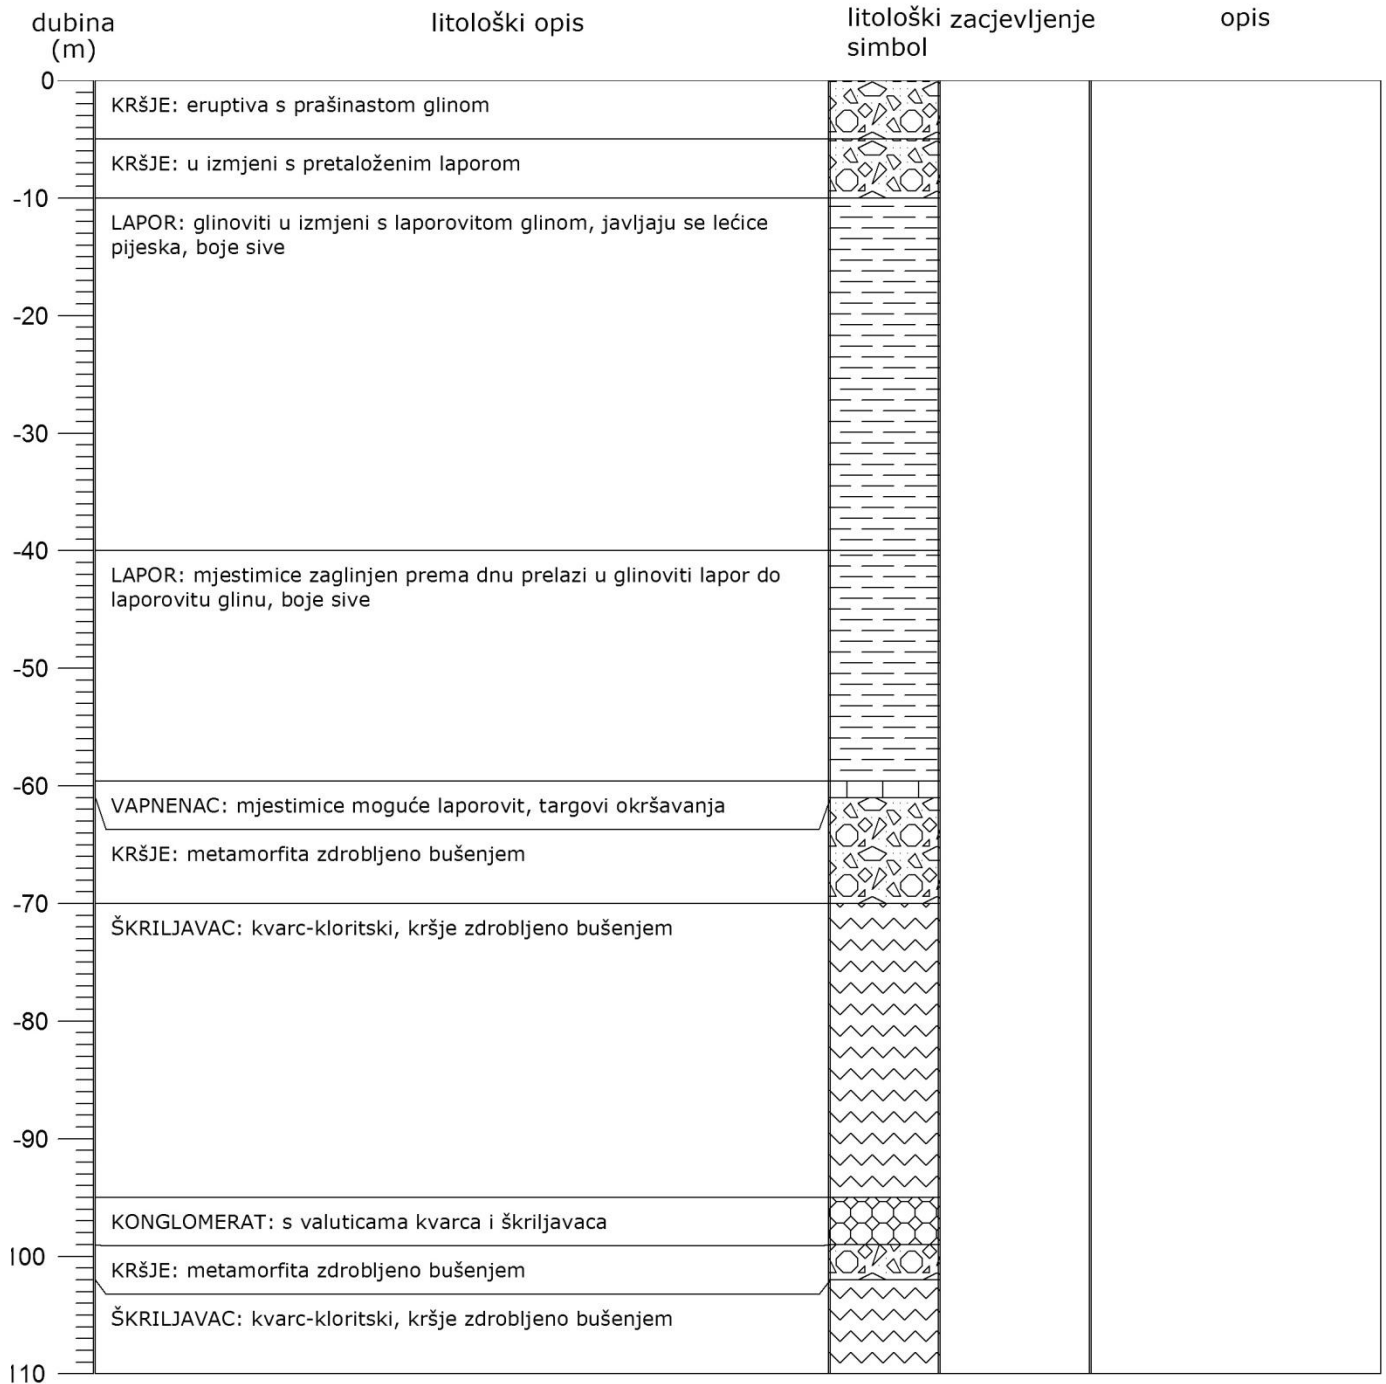 dubina
(m)
litološki opis
litološki
simbol
zacjevljenje
opis
0
KRšJE: eruptiva s prašinastom glinom
KRšJE: u izmjeni s pretaloženim laporom
-10
LAPOR: glinoviti u izmjeni s laporovitom glinom, javljaju se lećice
pijeska, boje sive
-20
-30
-40
LAPOR: mjestimice zaglinjen prema dnu prelazi u glinoviti lapor do
laporovitu glinu, boje sive
-50
-60
VAPNENAC: mjestimice moguće laporovit, targovi okršavanja
KRšJE: metamorfita zdrobljeno bušenjem
-70
ŠKRILJAVAC: kvarc-kloritski, kršje zdrobljeno bušenjem
-80
-90
KONGLOMERAT: s valuticama kvarca i škriljavaca
100
KRšJE: metamorfita zdrobljeno bušenjem
ŠKRILJAVAC: kvarc-kloritski, kršje zdrobljeno bušenjem
110